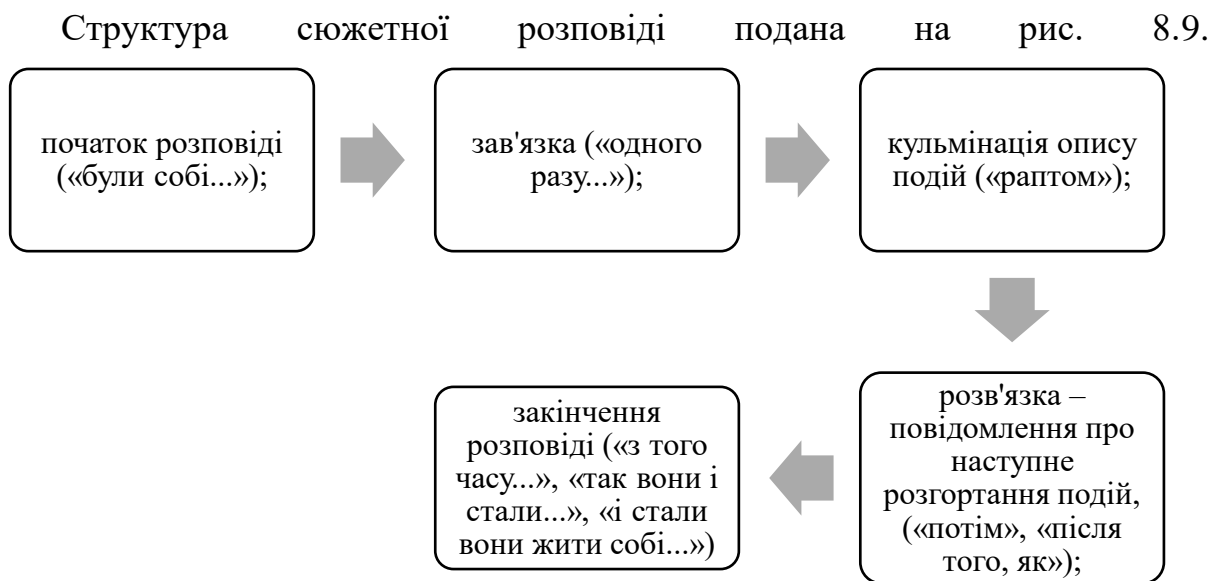 Структура сюжетної розповіді подана на рис. 8.9.
початок розповіді
(«були собі...»);
зав'язка («одного
разу...»);
кульмінація опису
подій («раптом»);
розв'язка –
повідомлення про
наступне
розгортання подій,
(«потім», «після
того, як»);
закінчення
розповіді («з того
часу...», «так вони і
стали...», «і стали
вони жити собі...»)